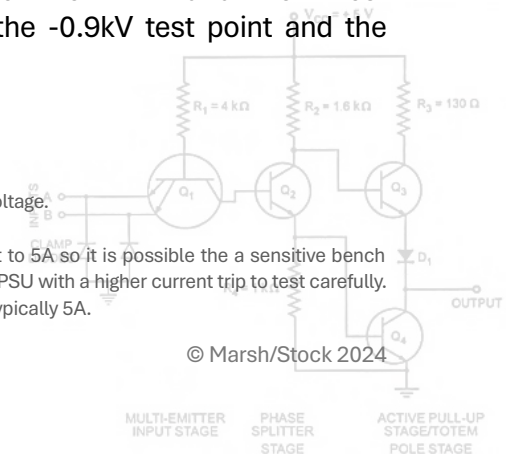 the -0.9kV test point and the
V = +5 V
R₁ = 4 kΩ
R₂ = 1.6 kΩ
R₃ = 130 Ω
Q₁
Q₂
Q₃
INPUTS
A
B
oltage.
CLAMP
t to 5A so it is possible the a sensitive bench
D₁
PSU with a higher current trip to test carefully.
ypically 5A.
OUTPUT
Q₄
© Marsh/Stock 2024
MULTI-EMITTER
INPUT STAGE
PHASE
SPLITTER
STAGE
ACTIVE PULL-UP
STAGE/TOTEM
POLE STAGE